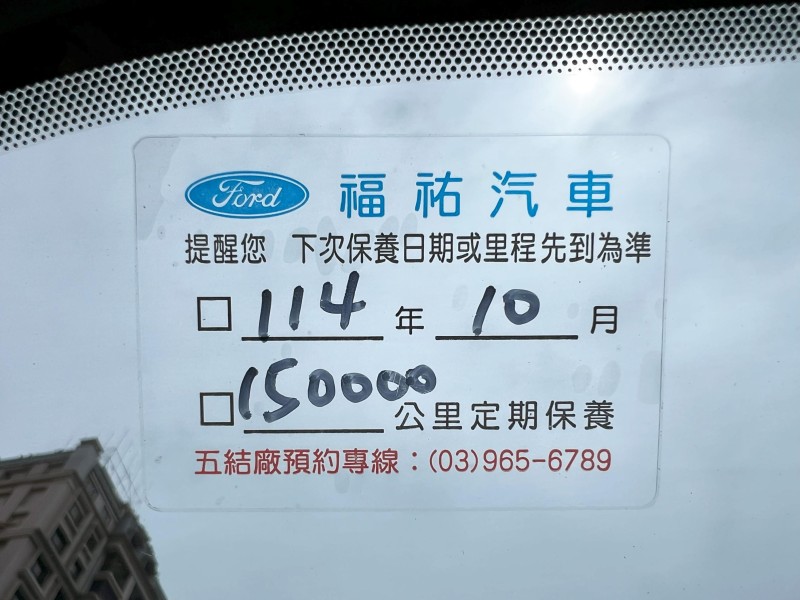 Ford 福祐汽車
提醒您 下次保養日期或里程先到為準
□ 114 年 10 月
□ 150000 公里定期保養
五結廠預約專線：(03)965-6789